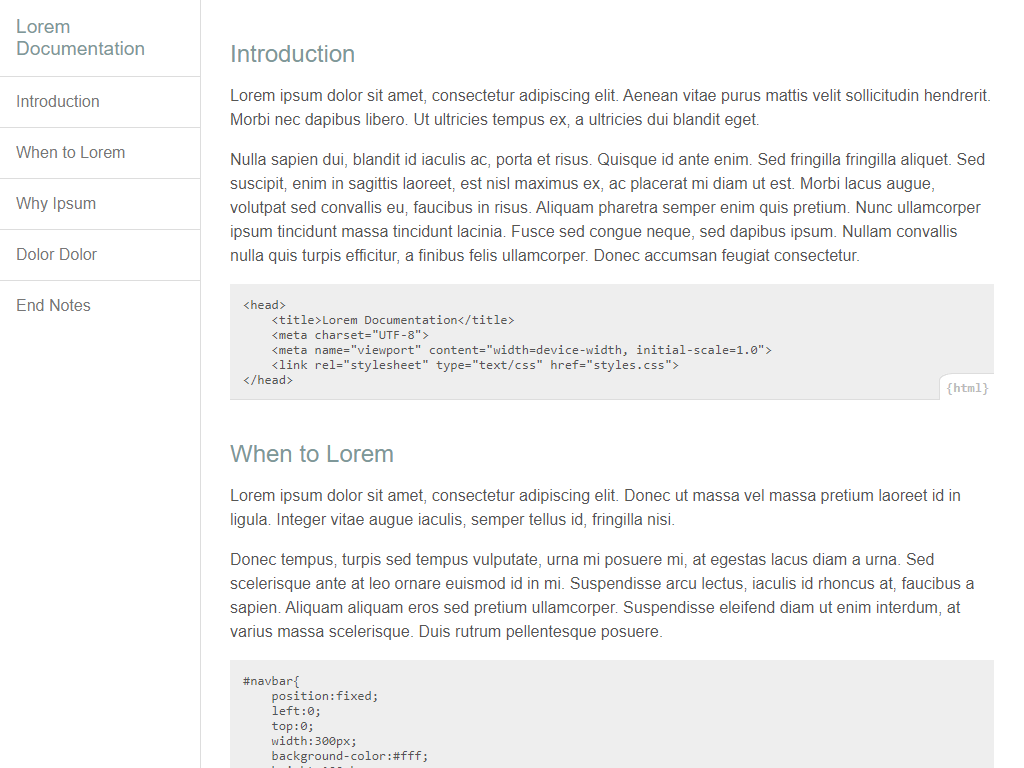 Lorem
Documentation
Introduction
When to Lorem
Why Ipsum
Dolor Dolor
End Notes
Introduction
Lorem ipsum dolor sit amet, consectetur adipiscing elit. Aenean vitae purus mattis velit sollicitudin hendrerit.
Morbi nec dapibus libero. Ut ultricies tempus ex, a ultricies dui blandit eget.
Nulla sapien dui, blandit id iaculis ac, porta et risus. Quisque id ante enim. Sed fringilla fringilla aliquet. Sed
suscipit, enim in sagittis laoreet, est nisl maximus ex, ac placerat mi diam ut est. Morbi lacus augue,
volutpat sed convallis eu, faucibus in risus. Aliquam pharetra semper enim quis pretium. Nunc ullamcorper
ipsum tincidunt massa tincidunt lacinia. Fusce sed congue neque, sed dapibus ipsum. Nullam convallis
nulla quis turpis efficitur, a finibus felis ullamcorper. Donec accumsan feugiat consectetur.
<head>
    <title>Lorem Documentation</title>
    <meta charset="UTF-8">
    <meta name="viewport" content="width=device-width, initial-scale=1.0">
    <link rel="stylesheet" type="text/css" href="styles.css">
</head>
{html}
When to Lorem
Lorem ipsum dolor sit amet, consectetur adipiscing elit. Donec ut massa vel massa pretium laoreet id in
ligula. Integer vitae augue iaculis, semper tellus id, fringilla nisi.
Donec tempus, turpis sed tempus vulputate, urna mi posuere mi, at egestas lacus diam a urna. Sed
scelerisque ante at leo ornare euismod id in mi. Suspendisse arcu lectus, iaculis id rhoncus at, faucibus a
sapien. Aliquam aliquam eros sed pretium ullamcorper. Suspendisse eleifend diam ut enim interdum, at
varius massa scelerisque. Duis rutrum pellentesque posuere.
#navbar{
    position:fixed;
    left:0;
    top:0;
    width:300px;
    background-color:#fff;